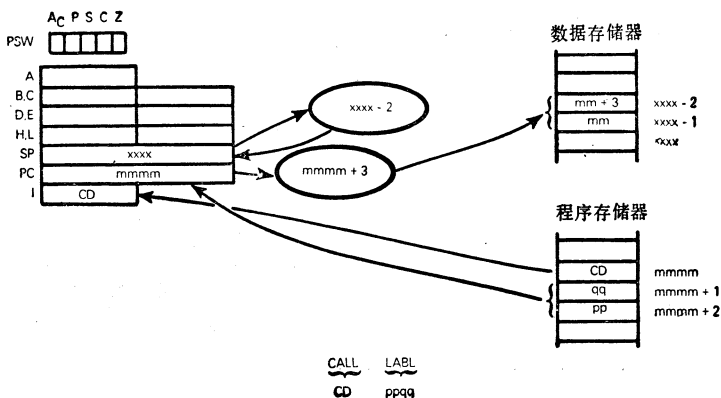 AC P S C Z
PSW
数据存储器
A
B,C
D,E
H,L
SP xxxx
PC mmmm
I CD
xxxx - 2
mmmm + 3
mm + 3 xxxx - 2
mm xxxx - 1
xxxx
程序存储器
CD mmmm
qq mmmm + 1
pp mmmm + 2
CALL LABL
CD ppqq